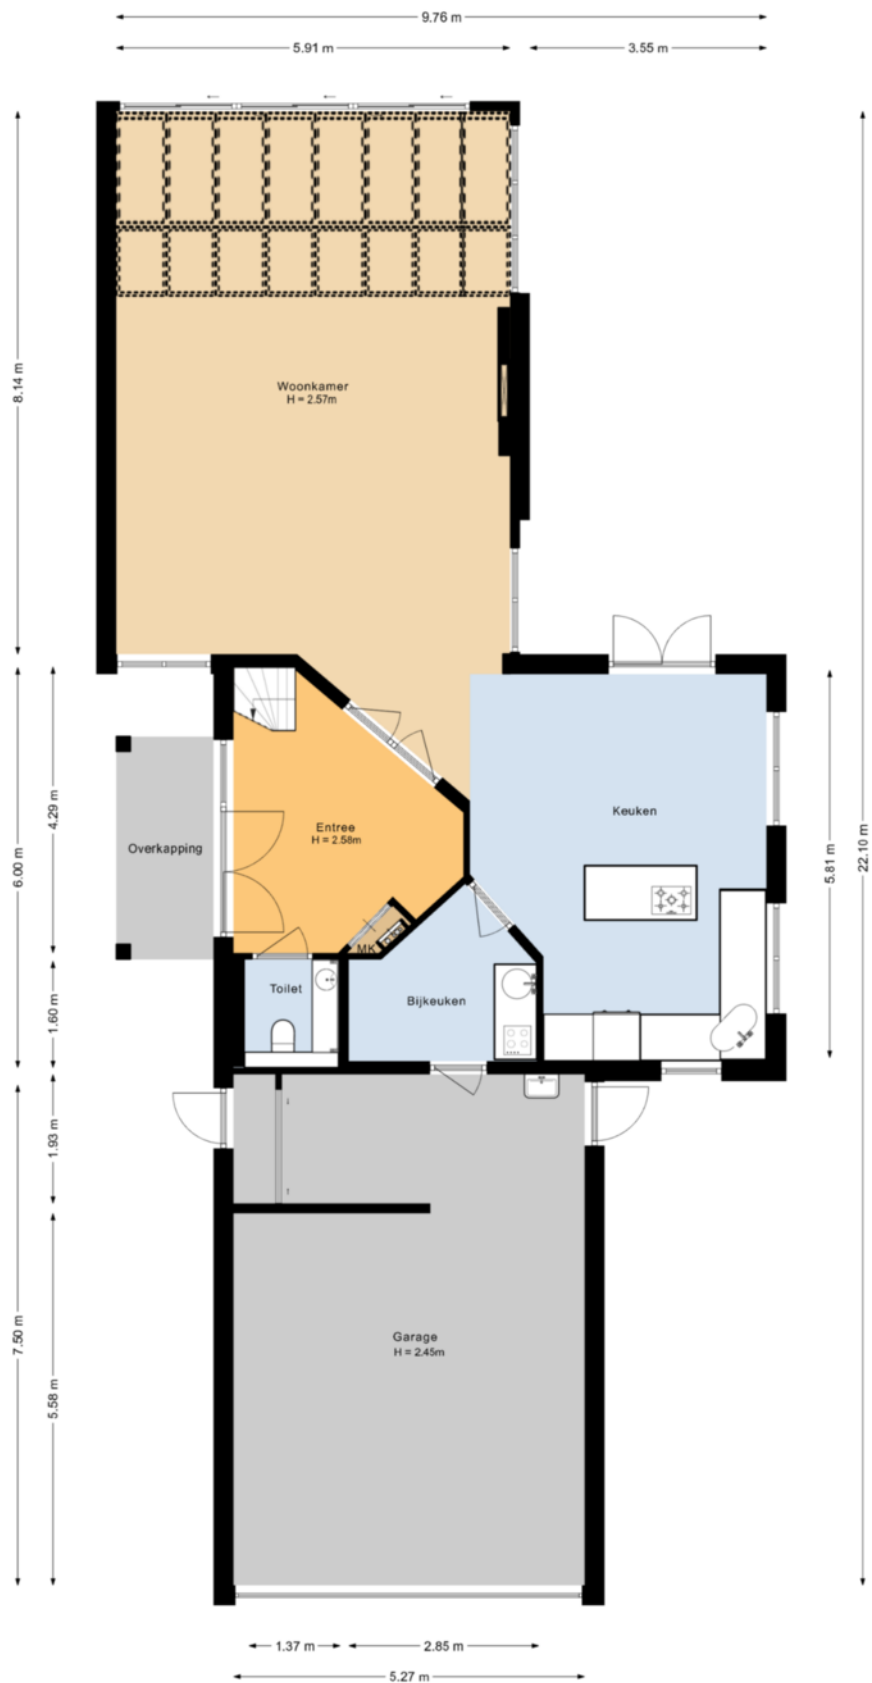 9.76 m
5.91 m
3.55 m
8.14 m
Woonkamer
H = 2.57m
Keuken
Entree
H = 2.58m
Overkapping
4.29 m
6.00 m
5.81 m
22.10 m
MK
Toilet
Bijkeuken
1.60 m
1.93 m
Garage
H = 2.45m
7.50 m
5.58 m
1.37 m
2.85 m
5.27 m